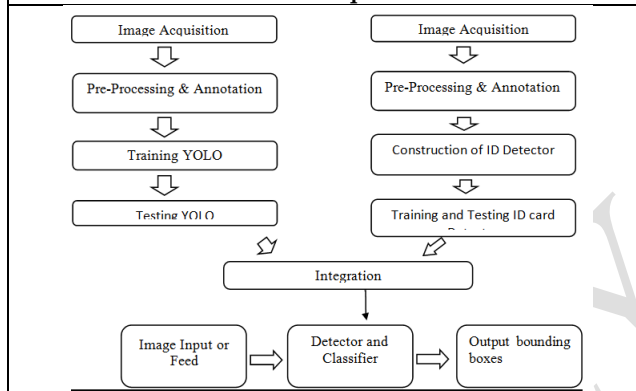 Image Acquisition
Pre-Processing & Annotation
Training YOLO
Testing YOLO
Image Acquisition
Pre-Processing & Annotation
Construction of ID Detector
Training and Testing ID card
Integration
Image Input or
Feed
Detector and
Classifier
Output bounding
boxes